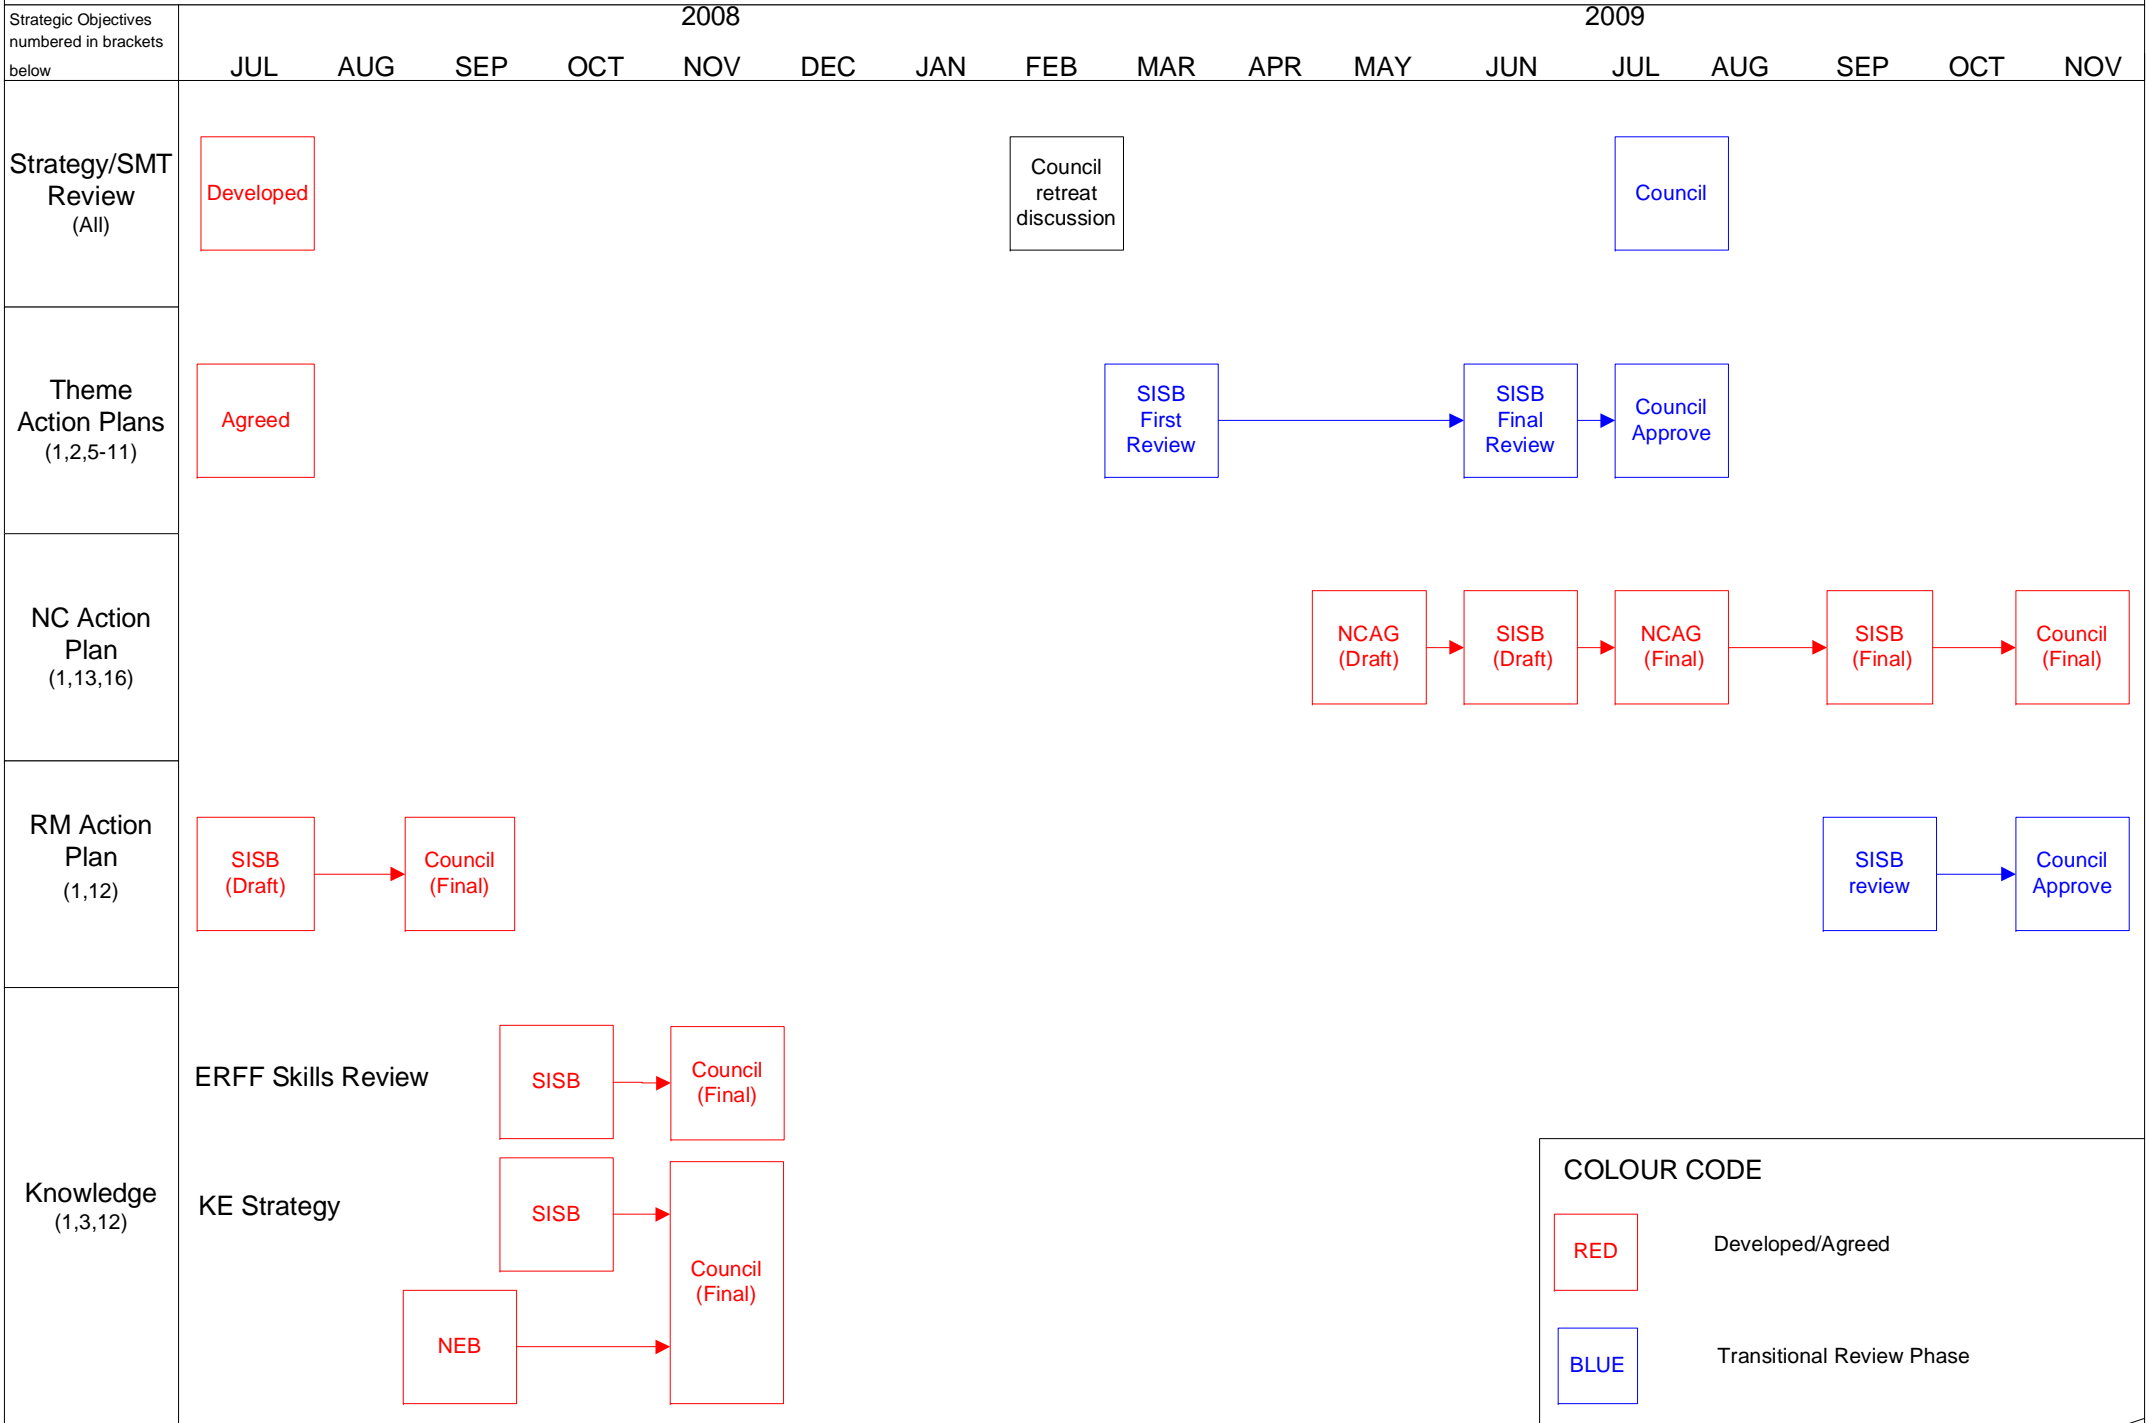 Strategic Objectives
numbered in brackets
below
2008
2009
JUL AUG SEP OCT NOV DEC JAN FEB MAR APR MAY JUN JUL AUG SEP OCT NOV
Strategy/SMT
Review
(All)
Developed
Council
retreat
discussion
Council
Theme
Action Plans
(1,2,5-11)
Agreed
SISB
First
Review
SISB
Final
Review
Council
Approve
NC Action
Plan
(1,13,16)
NCAG
(Draft)
SISB
(Draft)
NCAG
(Final)
SISB
(Final)
Council
(Final)
RM Action
Plan
(1,12)
SISB
(Draft)
Council
(Final)
SISB
review
Council
Approve
Knowledge
(1,3,12)
ERFF Skills Review
SISB
Council
(Final)
KE Strategy
SISB
NEB
Council
(Final)
COLOUR CODE
RED
Developed/Agreed
BLUE
Transitional Review Phase